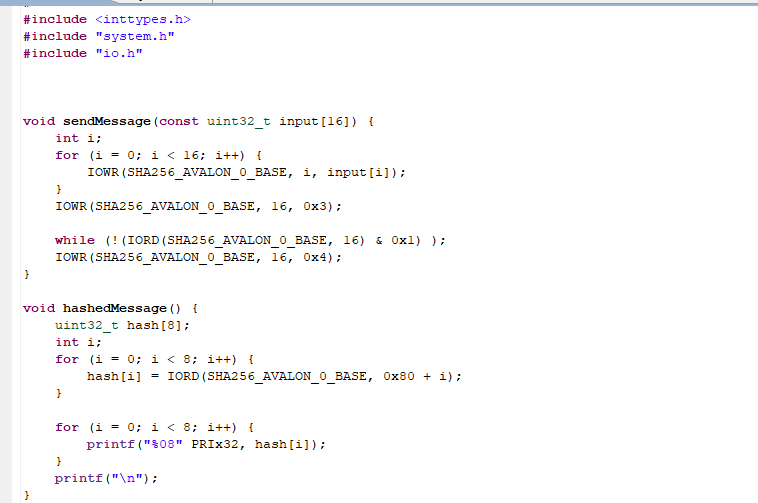 #include <inttypes.h>
#include "system.h"
#include "io.h"
void sendMessage(const uint32_t input[16]) {
    int i;
    for (i = 0; i < 16; i++) {
        IOWR(SHA256_AVALON_0_BASE, i, input[i]);
    }
    IOWR(SHA256_AVALON_0_BASE, 16, 0x3);
    while (!(IORD(SHA256_AVALON_0_BASE, 16) & 0x1) );
    IOWR(SHA256_AVALON_0_BASE, 16, 0x4);
}
void hashedMessage() {
    uint32_t hash[8];
    int i;
    for (i = 0; i < 8; i++) {
        hash[i] = IORD(SHA256_AVALON_0_BASE, 0x80 + i);
    }
    for (i = 0; i < 8; i++) {
        printf("%08" PRIx32, hash[i]);
    }
    printf("\n");
}